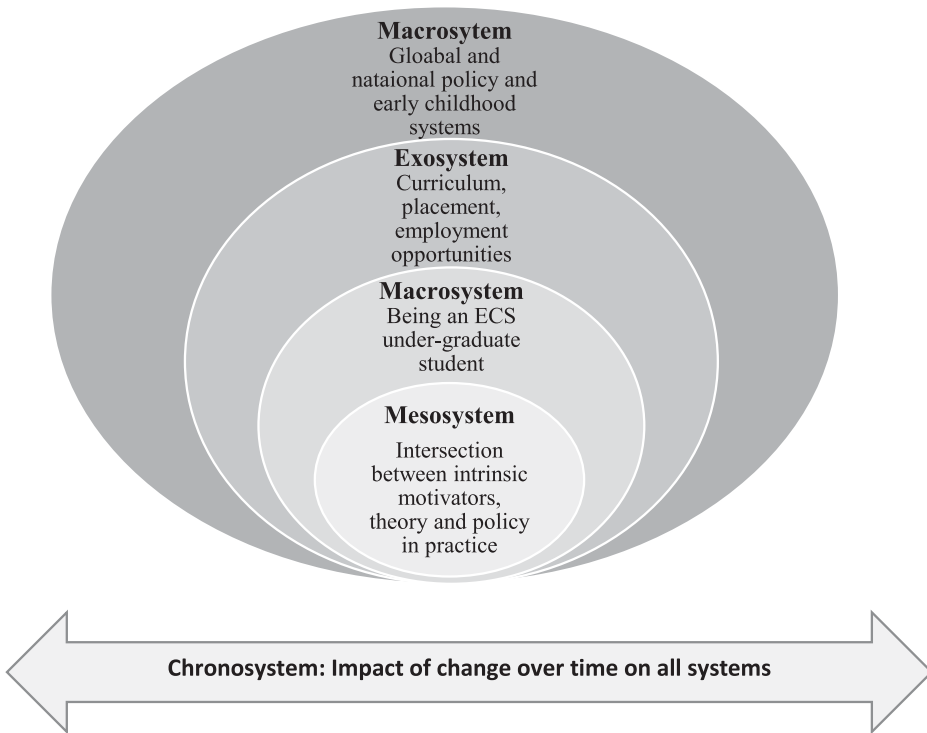 Macrosytem
Gloabal and
nataional policy and
early childhood
systems
Exosystem
Curriculum,
placement,
employment
opportunities
Macrosystem
Being an ECS
under-graduate
student
Mesosystem
Intersection
between intrinsic
motivators,
theory and policy
in practice
Chronosystem: Impact of change over time on all systems